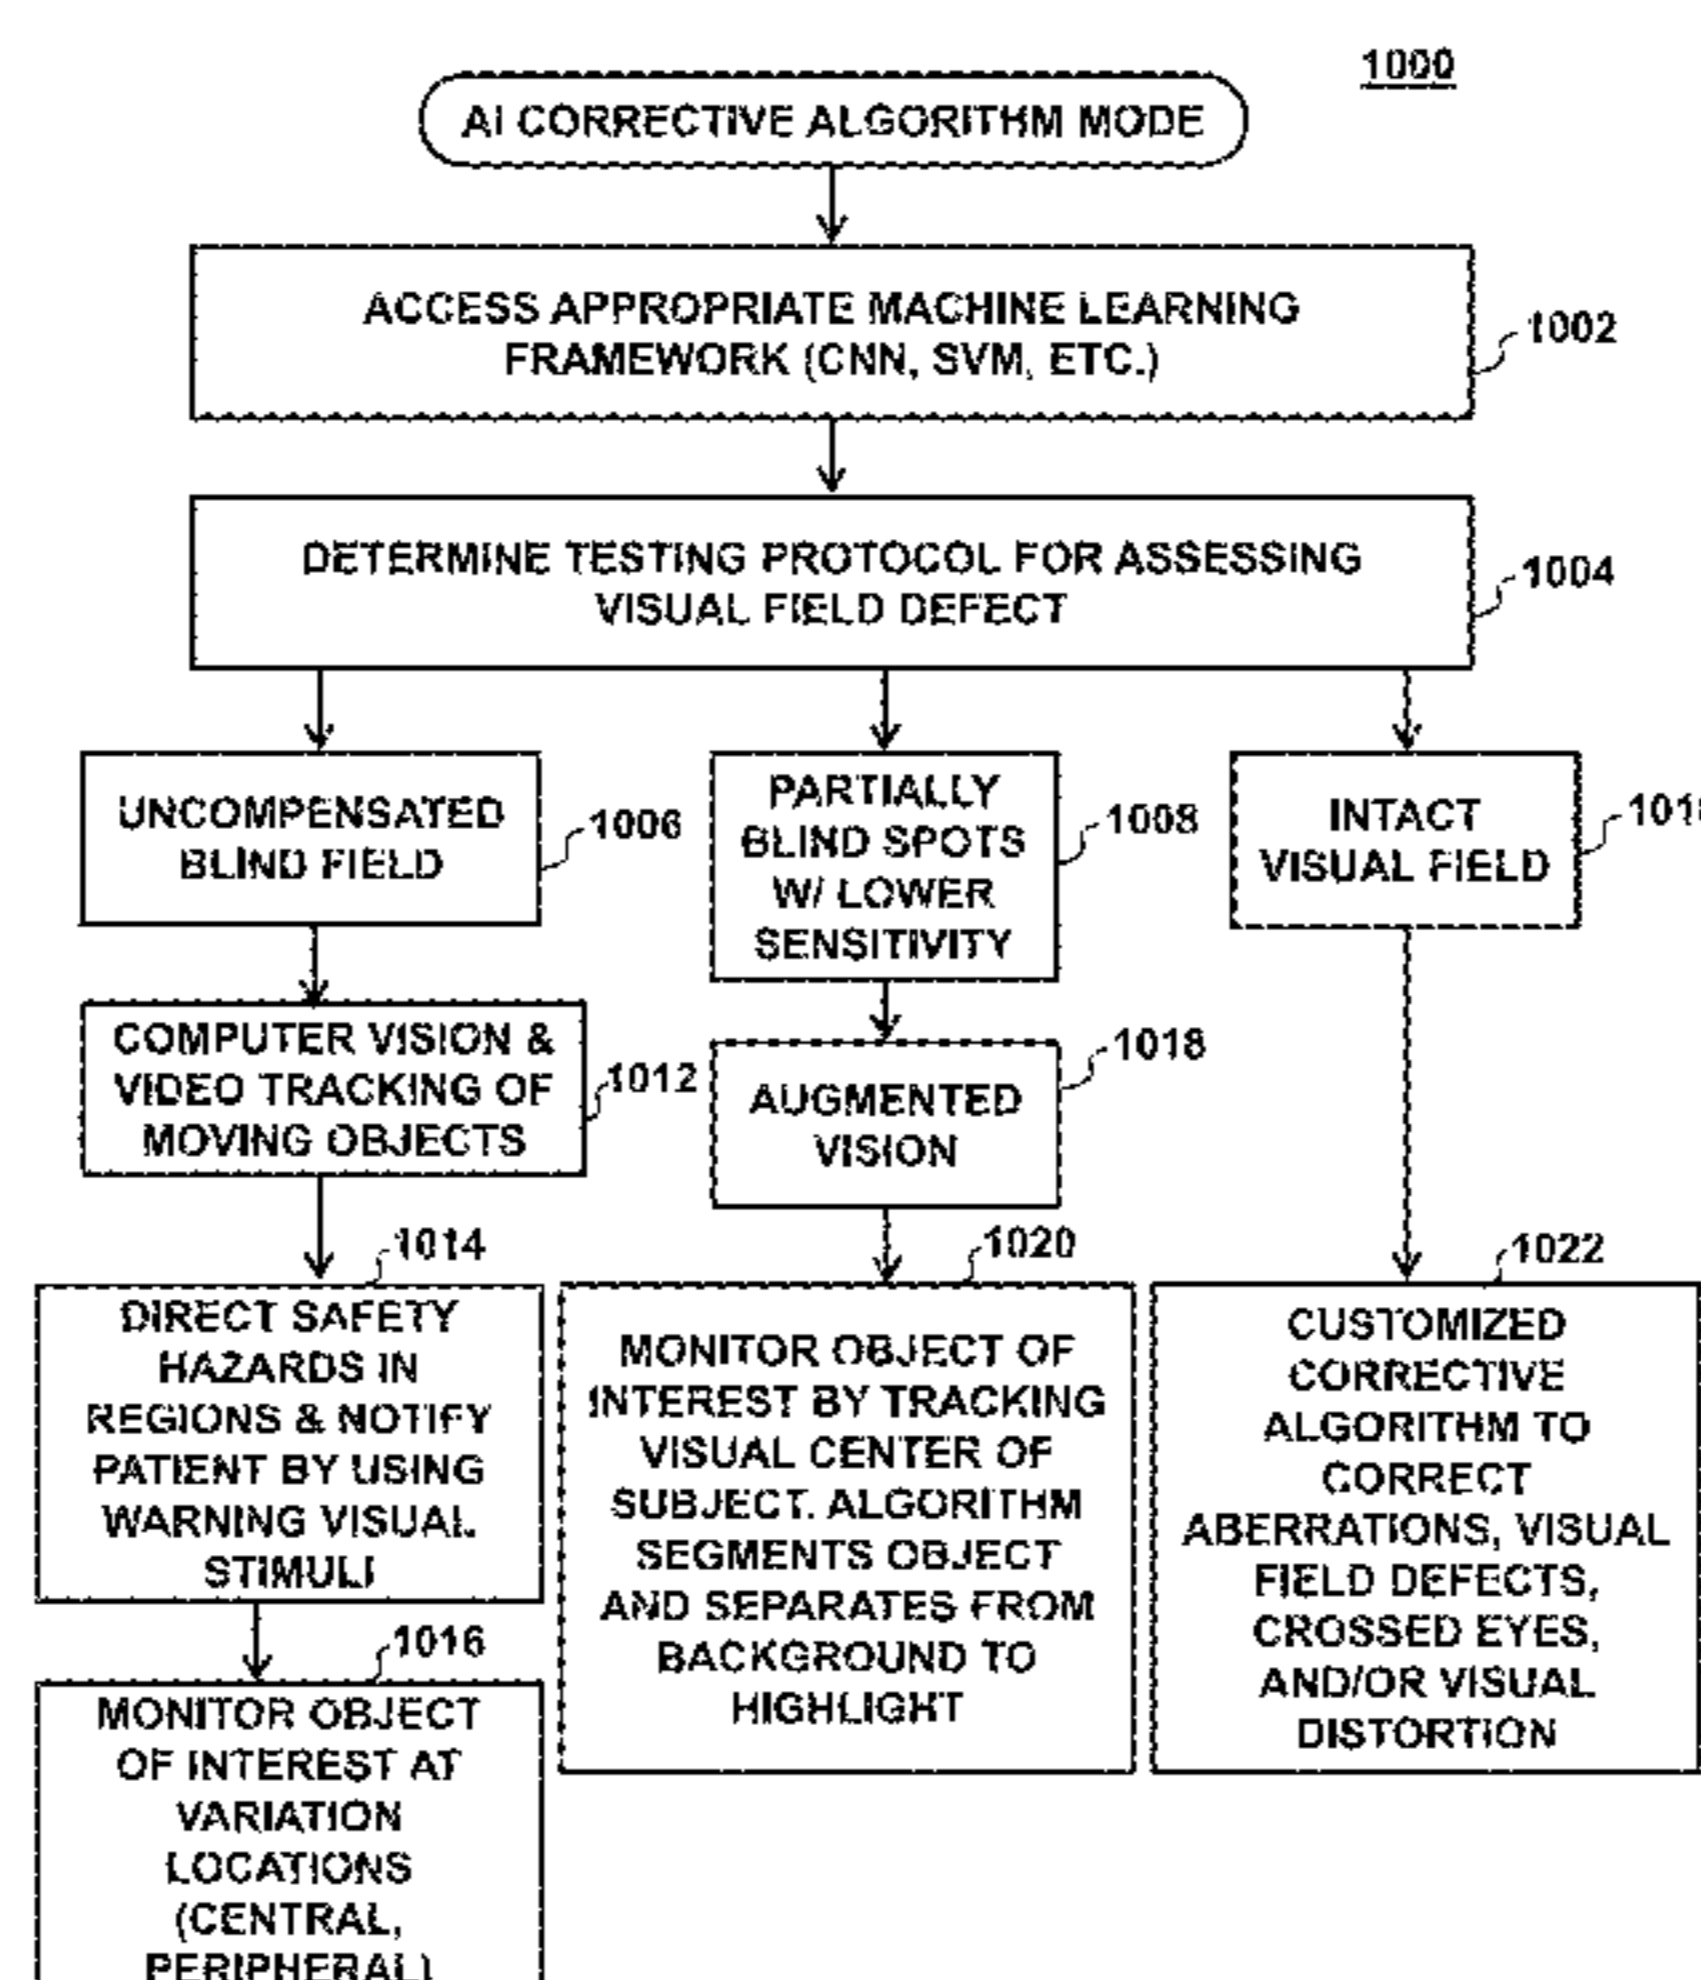 1000
AI CORRECTIVE ALGORITHM MODE
ACCESS APPROPRIATE MACHINE LEARNING
FRAMEWORK (CNN, SVM, ETC.)
1002
DETERMINE TESTING PROTOCOL FOR ASSESSING
VISUAL FIELD DEFECT
1004
UNCOMPENSATED
BLIND FIELD
1006
PARTIALLY
BLIND SPOTS
W/ LOWER
SENSITIVITY
1008
INTACT
VISUAL FIELD
COMPUTER VISION &
VIDEO TRACKING OF
MOVING OBJECTS
1012
AUGMENTED
VISION
1018
1014
DIRECT SAFETY
HAZARDS IN
REGIONS & NOTIFY
PATIENT BY USING
WARNING VISUAL
STIMULI
1020
MONITOR OBJECT OF
INTEREST BY TRACKING
VISUAL CENTER OF
SUBJECT. ALGORITHM
SEGMENTS OBJECT
AND SEPARATES FROM
BACKGROUND TO
HIGHLIGHT
1022
CUSTOMIZED
CORRECTIVE
ALGORITHM TO
CORRECT
ABERRATIONS, VISUAL
FIELD DEFECTS,
CROSSED EYES,
AND/OR VISUAL
DISTORTION
1016
MONITOR OBJECT
OF INTEREST AT
VARIATION
LOCATIONS
(CENTRAL,
PERIPHERAL)